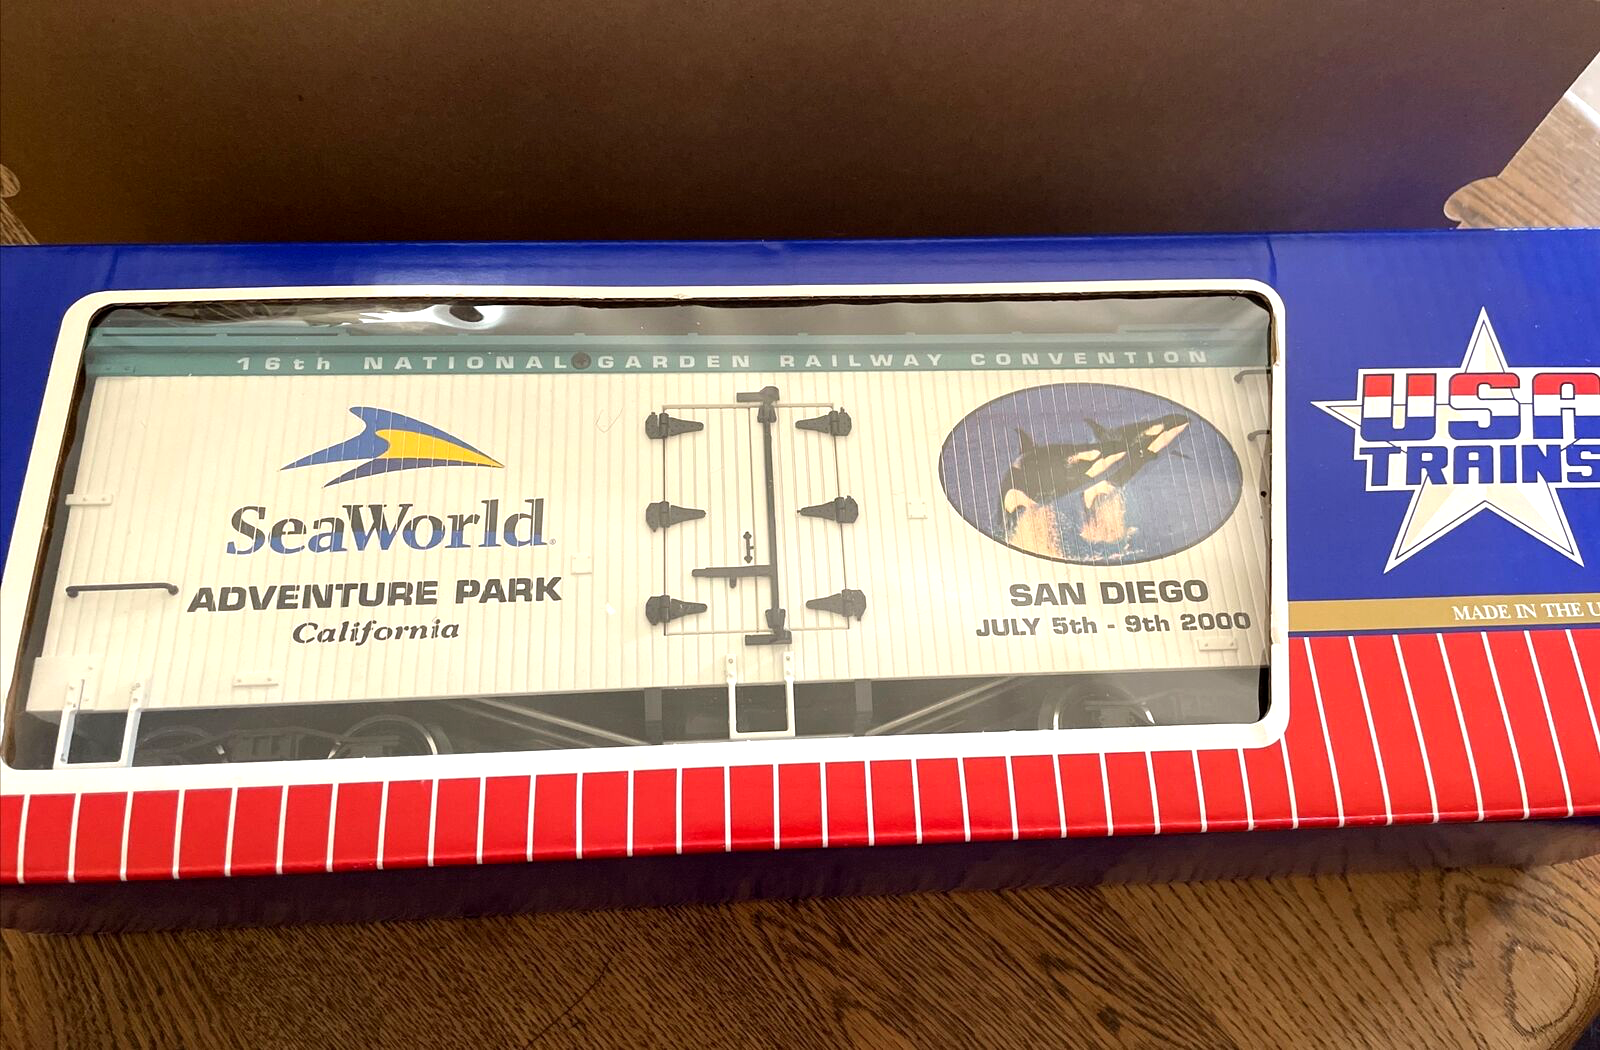 16th NATIONAL GARDEN RAILWAY CONVENTION
SeaWorld®
ADVENTURE PARK
California
SAN DIEGO
JULY 5th - 9th 2000
USA
TRAINS
MADE IN THE U